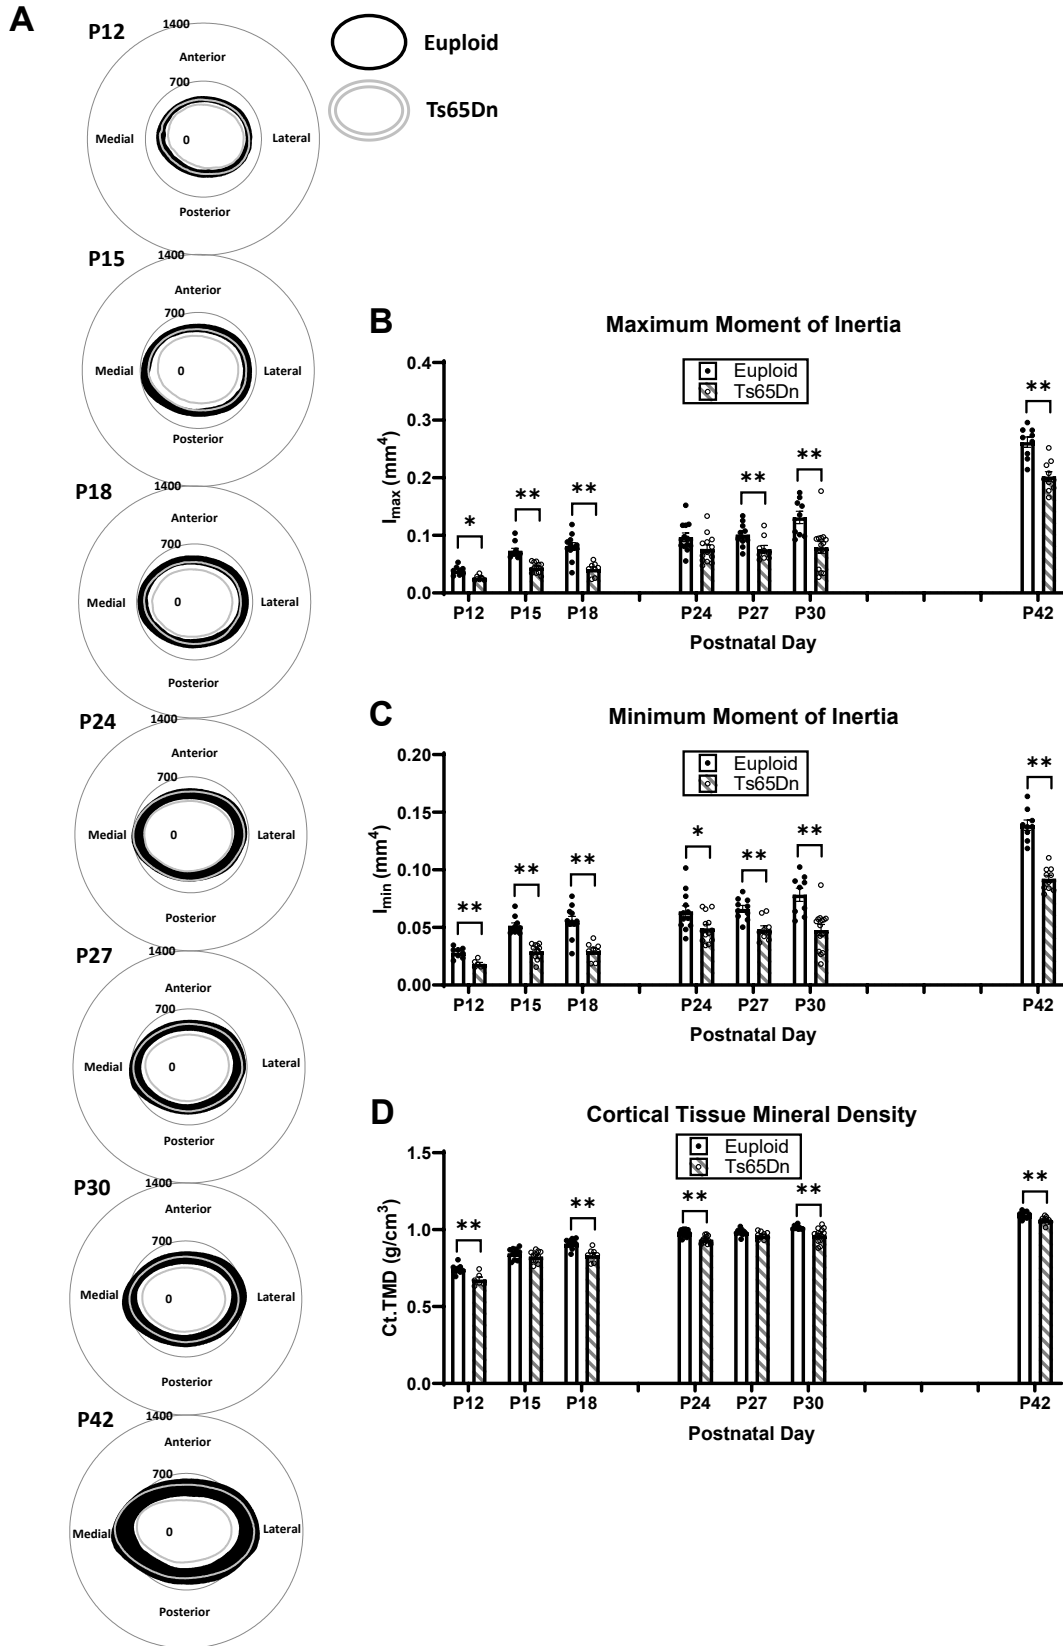 A
P12
1400
Anterior
700
Medial
0
Lateral
Posterior
Euploid
Ts65Dn
P15
1400
Anterior
700
Medial
0
Lateral
Posterior
P18
1400
Anterior
700
Medial
0
Lateral
Posterior
P24
1400
Anterior
700
Medial
0
Lateral
Posterior
P27
1400
Anterior
700
Medial
0
Lateral
Posterior
P30
1400
Anterior
700
Medial
0
Lateral
Posterior
P42
1400
Anterior
700
Medial
0
Lateral
Posterior
B
Maximum Moment of Inertia
Euploid
Ts65Dn
Imax (mm4)
0.4
0.3
0.2
0.1
0.0
* ** ** ** ** **
P12 P15 P18 P24 P27 P30 P42
Postnatal Day
C
Minimum Moment of Inertia
Euploid
Ts65Dn
Imin (mm4)
0.20
0.15
0.10
0.05
0.00
** ** ** * ** ** **
P12 P15 P18 P24 P27 P30 P42
Postnatal Day
D
Cortical Tissue Mineral Density
Euploid
Ts65Dn
Ct.TMD (g/cm3)
1.5
1.0
0.5
0.0
** ** ** ** **
P12 P15 P18 P24 P27 P30 P42
Postnatal Day